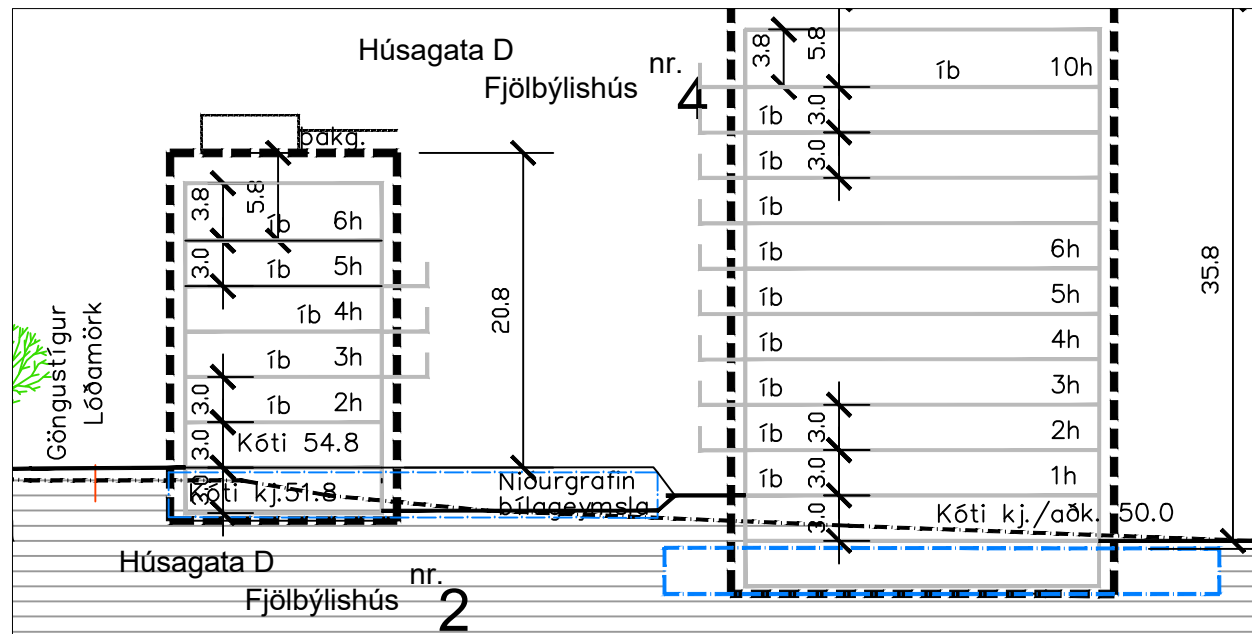 Húsagata D
Fjölbýlishús
nr.
4
þakg.
3.8
5.8
íb 6h
3.0
íb 5h
íb 4h
íb 3h
3.0
íb 2h
3.0
Kóti 54.8
3.0
Kóti kj.51.8
20.8
Göngustígur
Lóðamörk
Niðurgrafin
bílageymsla
3.8
5.8
íb 10h
íb
3.0
íb
3.0
íb
íb 6h
íb 5h
íb 4h
íb 3h
íb 2h
3.0
íb 1h
3.0
Kóti kj./aðk. 50.0
3.0
35.8
Húsagata D
Fjölbýlishús
nr.
2